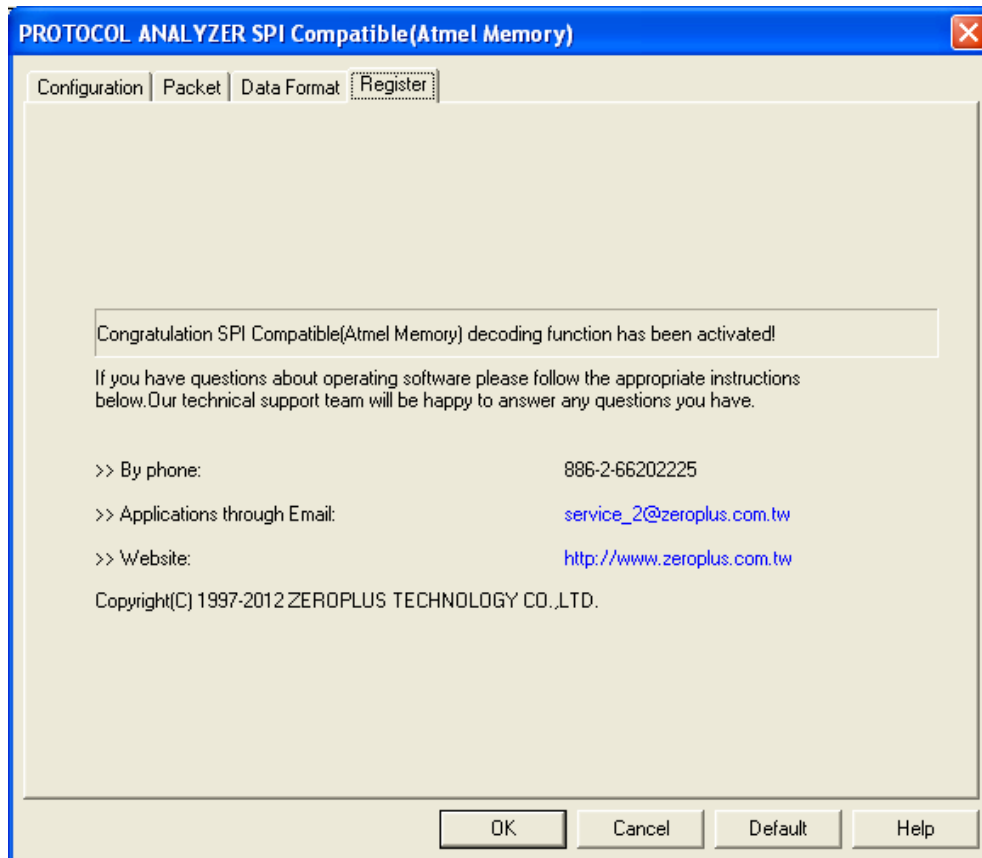 PROTOCOL ANALYZER SPI Compatible(Atmel Memory)
Configuration Packet Data Format Register
Congratulation SPI Compatible(Atmel Memory) decoding function has been activated!
If you have questions about operating software please follow the appropriate instructions
below.Our technical support team will be happy to answer any questions you have.
>> By phone: 886-2-66202225
>> Applications through Email: service_2@zeroplus.com.tw
>> Website: http://www.zeroplus.com.tw
Copyright(C) 1997-2012 ZEROPLUS TECHNOLOGY CO.,LTD.
OK Cancel Default Help